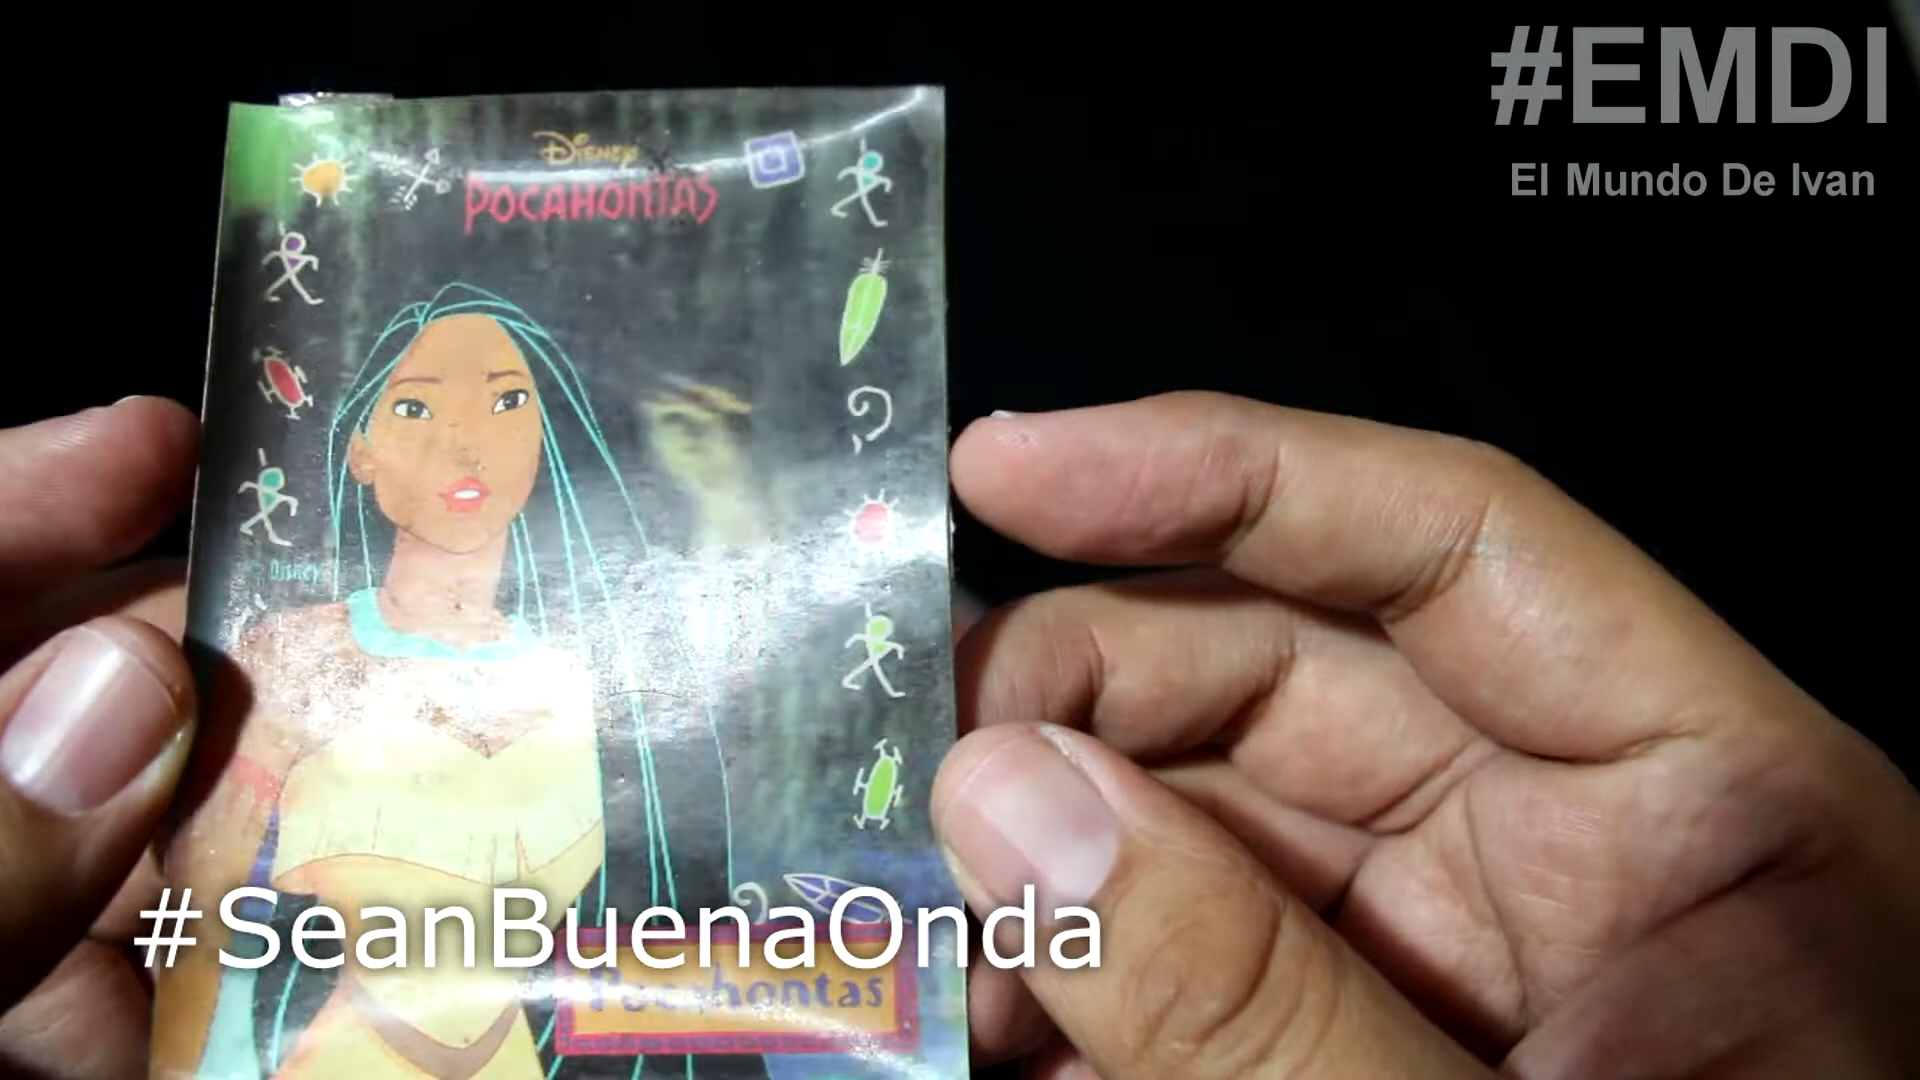 #EMDI
El Mundo De Ivan
Disney
POCAHONTAS
Disney
#SeanBuenaOnda
Pocahontas